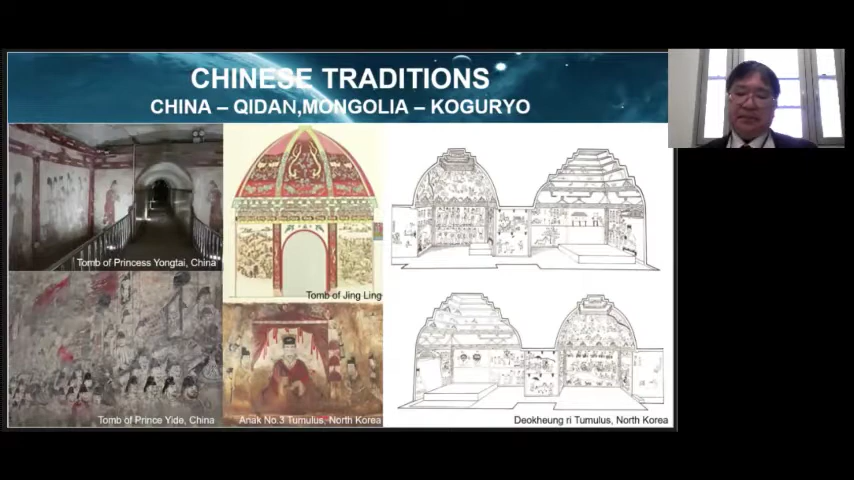 CHINESE TRADITIONS
CHINA – QIDAN,MONGOLIA – KOGURYO
Tomb of Princess Yongtai, China
Tomb of Jing Ling
Tomb of Prince Yide, China
Anak No.3 Tumulus, North Korea
Deokheung ri Tumulus, North Korea